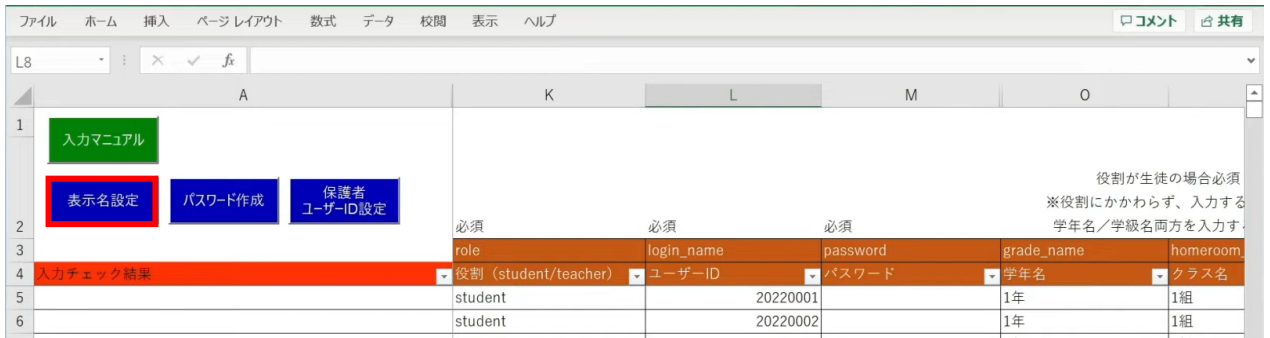 ファイル ホーム 挿入 ページ レイアウト 数式 データ 校閲 表示 ヘルプ コメント 共有
L8 fx
A K L M O
1
入力マニュアル
役割が生徒の場合必須
表示名設定 パスワード作成 保護者
ユーザーID設定
※役割にかかわらず、入力する
2 必須 必須 必須 学年名／学級名両方を入力す
3 role login_name password grade_name homeroom_
4 入力チェック結果 役割（student/teacher） ユーザーID パスワード 学年名 クラス名
5 student 20220001 1年 1組
6 student 20220002 1年 1組